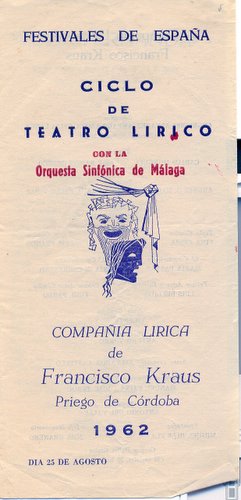 FESTIVALES DE ESPAÑA
CICLO
DE
TEATRO LIRICO
CON LA
Orquesta Sinfónica de Málaga
COMPAÑIA LIRICA
de
Francisco Kraus
Priego de Córdoba
1962
DIA 25 DE AGOSTO